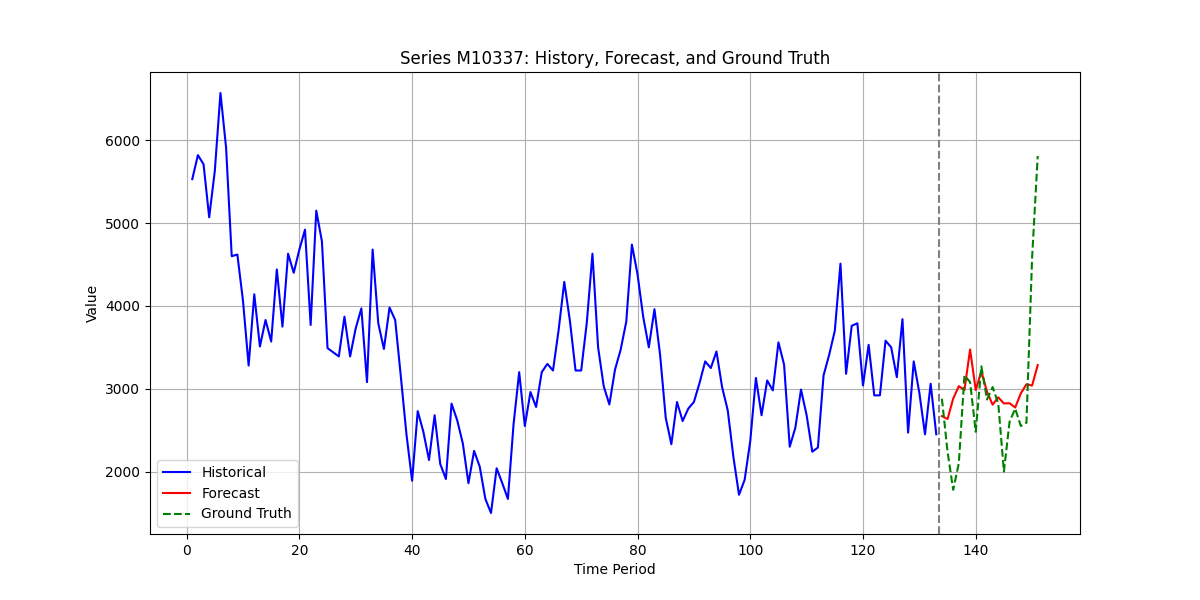 Series M10337: History, Forecast, and Ground Truth
6000
5000
4000
3000
2000
Value
Historical
Forecast
Ground Truth
0 20 40 60 80 100 120 140
Time Period